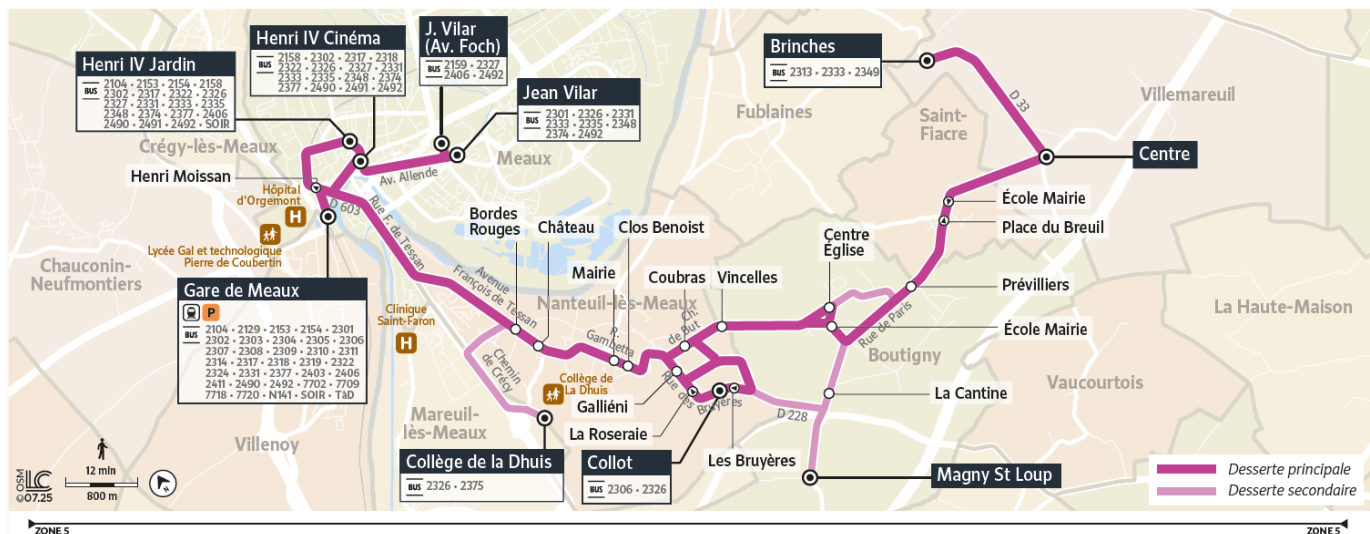 Henri IV Jardin
BUS
2104 • 2153 • 2154 • 2158
2302 • 2317 • 2322 • 2326
2327 • 2331 • 2333 • 2335
2348 • 2374 • 2377 • 2406
2490 • 2491 • 2492 • SOIR
Henri IV Cinéma
BUS
2158 • 2302 • 2317 • 2318
2322 • 2326 • 2327 • 2331
2333 • 2335 • 2348 • 2374
2377 • 2490 • 2491 • 2492
J. Vilar
(Av. Foch)
BUS
2159 • 2327
2406 • 2492
Jean Vilar
BUS
2301 • 2326 • 2331
2333 • 2335 • 2348
2374 • 2492
Brinches
BUS
2313 • 2333 • 2349
D 33
Villemareuil
Fublaines
Saint-
Fiacre
Centre
Crégy-lès-Meaux
Meaux
Av. Allende
Henri Moissan
Hôpital
d'Orgemont
H
D 603
Rue F. de Tessan
Lycée Gal et technologique
Pierre de Coubertin
Chauconin-
Neufmontiers
Gare de Meaux
P
BUS
2104 • 2129 • 2153 • 2154 • 2301
2302 • 2303 • 2304 • 2305 • 2306
2307 • 2308 • 2309 • 2310 • 2311
2314 • 2317 • 2318 • 2319 • 2322
2324 • 2331 • 2377 • 2403 • 2406
2411 • 2490 • 2492 • 7702 • 7709
7718 • 7720 • N141 • SOIR • TàD
Bordes
Rouges
Château
Clos Benoist
Mairie
Avenue
François de Tessan
Nanteuil-lès-Meaux
R.
Gambetta
Coubras
Vincelles
Ch.
de But
Centre
Église
École Mairie
Place du Breuil
Prévilliers
École Mairie
Rue de Paris
Boutigny
La Haute-Maison
Vaucourtois
La Cantine
Clinique
Saint-Faron
H
Chemin
de Crécy
Collège de
La Dhuis
Galliéni
Rue des
Bruyères
La Roseraie
Les Bruyères
D 228
Mareuil-
lès-Meaux
Villenoy
Collège de la Dhuis
BUS
2326 • 2375
Collot
BUS
2306 • 2326
Magny St Loup
Desserte principale
Desserte secondaire
© OSM
LC
07.25
12 min
800 m
ZONE 5
ZONE 5